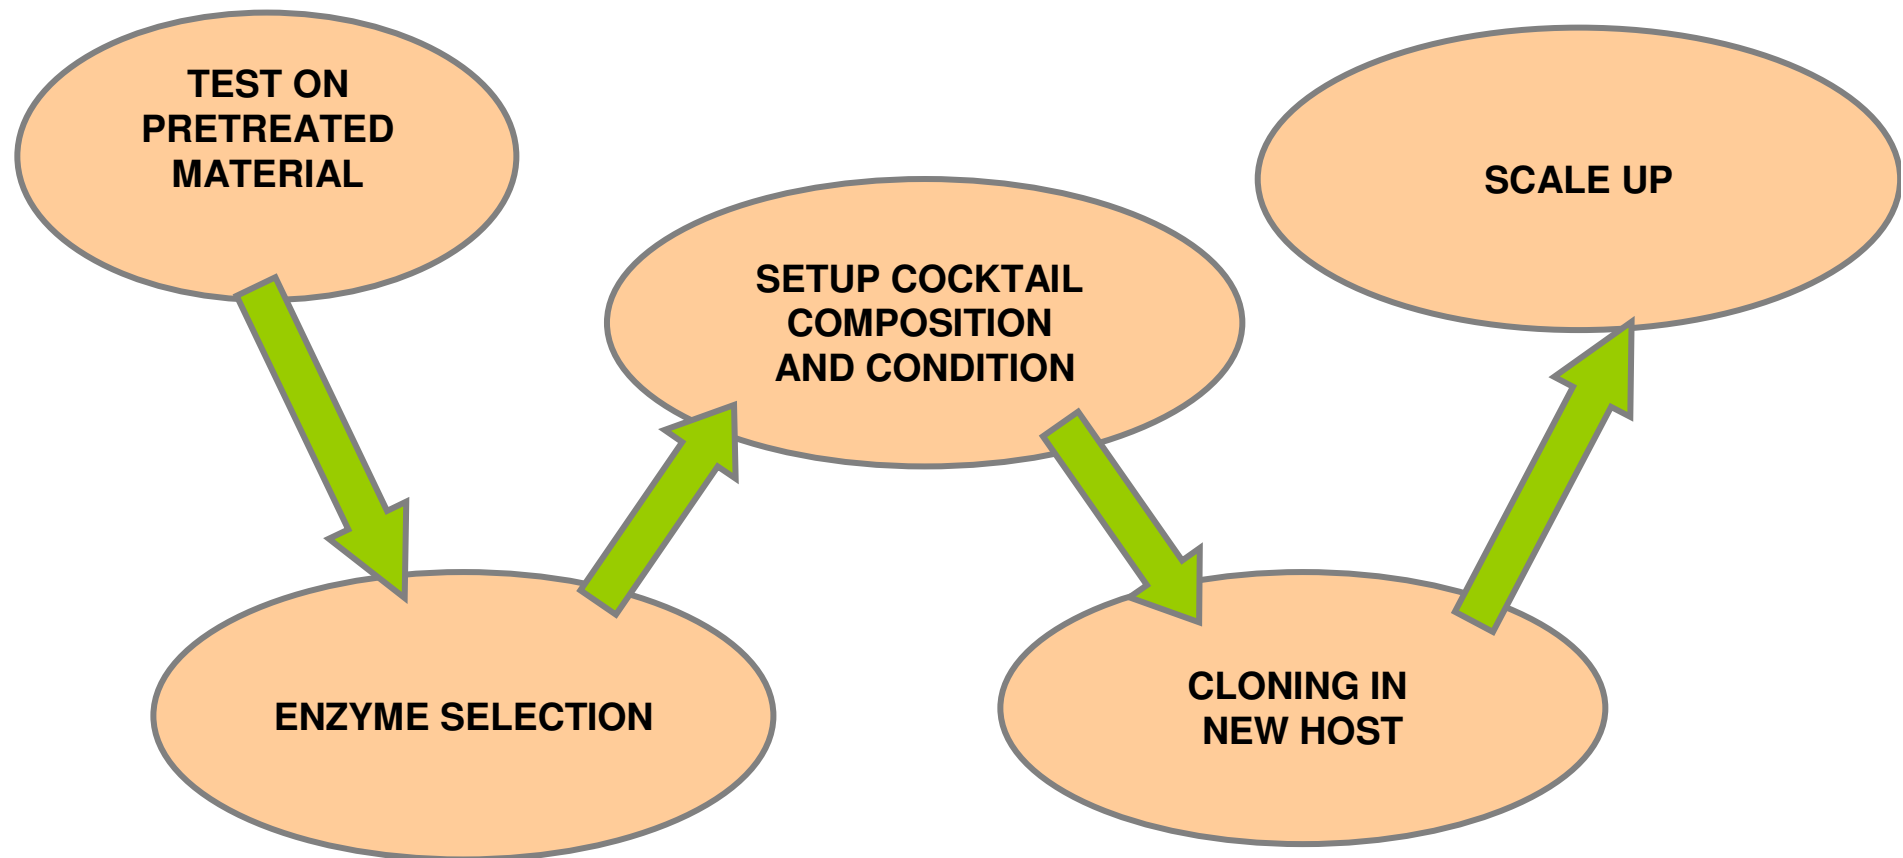 TEST ON
PRETREATED
MATERIAL
SCALE UP
SETUP COCKTAIL
COMPOSITION
AND CONDITION
ENZYME SELECTION
CLONING IN
NEW HOST